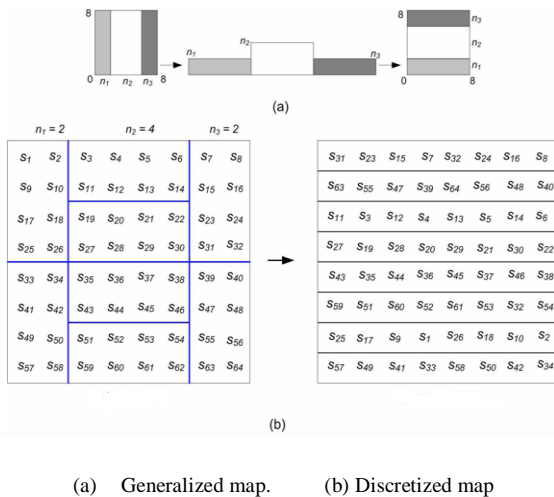 8 8
n1 n2 n3 n3
n2
n1 n3 n2
n1
0 n1 n2 n3 8 0 8
(a)
n1 = 2 n2 = 4 n3 = 2
S1 S2 S3 S4 S5 S6 S7 S8 S31 S23 S15 S7 S32 S24 S16 S8
S9 S10 S11 S12 S13 S14 S15 S16 S63 S55 S47 S39 S64 S56 S48 S40
S17 S18 S19 S20 S21 S22 S23 S24 S11 S3 S12 S4 S13 S5 S14 S6
S25 S26 S27 S28 S29 S30 S31 S32 S27 S19 S28 S20 S29 S21 S30 S22
S33 S34 S35 S36 S37 S38 S39 S40 S43 S35 S44 S36 S45 S37 S46 S38
S41 S42 S43 S44 S45 S46 S47 S48 S59 S51 S60 S52 S61 S53 S32 S54
S49 S50 S51 S52 S53 S54 S55 S56 S25 S17 S9 S1 S26 S18 S10 S2
S57 S58 S59 S60 S61 S62 S63 S64 S57 S49 S41 S33 S58 S50 S42 S34
(b)
(a) Generalized map. (b) Discretized map